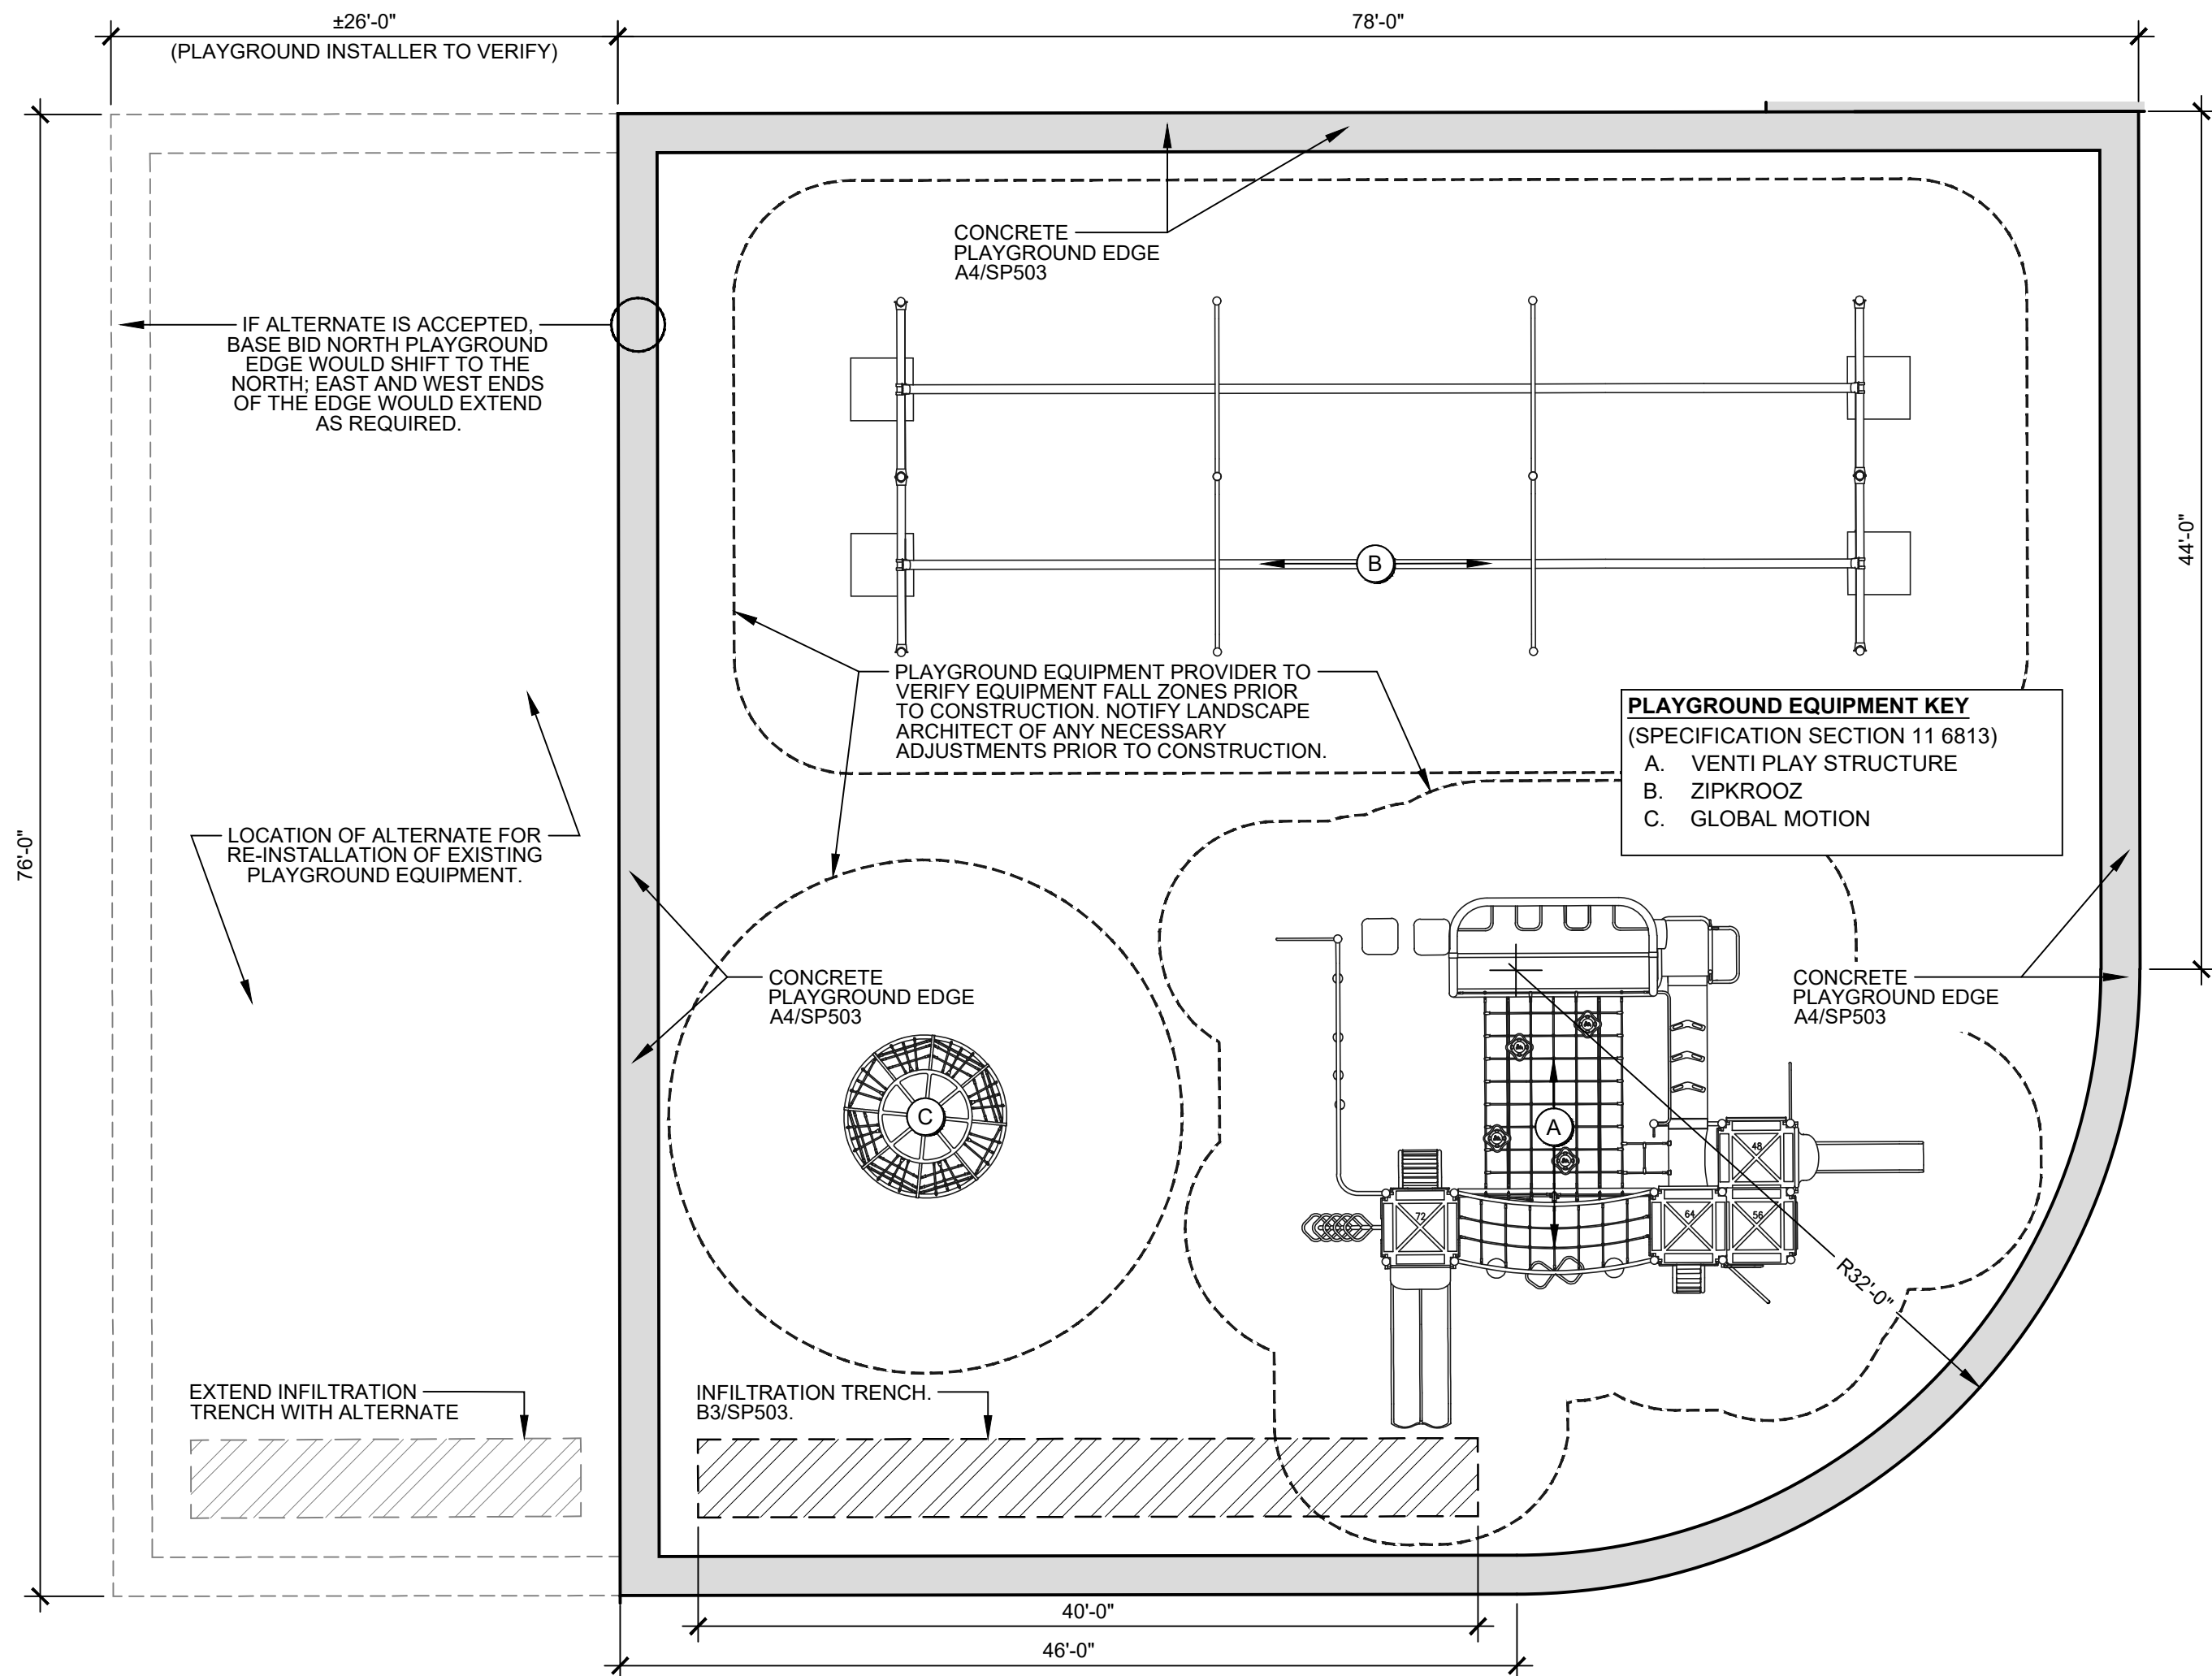 ±26'-0"
(PLAYGROUND INSTALLER TO VERIFY)
78'-0"
CONCRETE
PLAYGROUND EDGE
A4/SP503
IF ALTERNATE IS ACCEPTED,
BASE BID NORTH PLAYGROUND
EDGE WOULD SHIFT TO THE
NORTH; EAST AND WEST ENDS
OF THE EDGE WOULD EXTEND
AS REQUIRED.
44'-0"
B
PLAYGROUND EQUIPMENT PROVIDER TO
VERIFY EQUIPMENT FALL ZONES PRIOR
TO CONSTRUCTION. NOTIFY LANDSCAPE
ARCHITECT OF ANY NECESSARY
ADJUSTMENTS PRIOR TO CONSTRUCTION.
PLAYGROUND EQUIPMENT KEY
(SPECIFICATION SECTION 11 6813)
A. VENTI PLAY STRUCTURE
B. ZIPKROOZ
C. GLOBAL MOTION
76'-0"
LOCATION OF ALTERNATE FOR
RE-INSTALLATION OF EXISTING
PLAYGROUND EQUIPMENT.
CONCRETE
PLAYGROUND EDGE
A4/SP503
CONCRETE
PLAYGROUND EDGE
A4/SP503
C
A
48
72
64
56
R32'-0"
EXTEND INFILTRATION
TRENCH WITH ALTERNATE
INFILTRATION TRENCH.
B3/SP503.
40'-0"
46'-0"